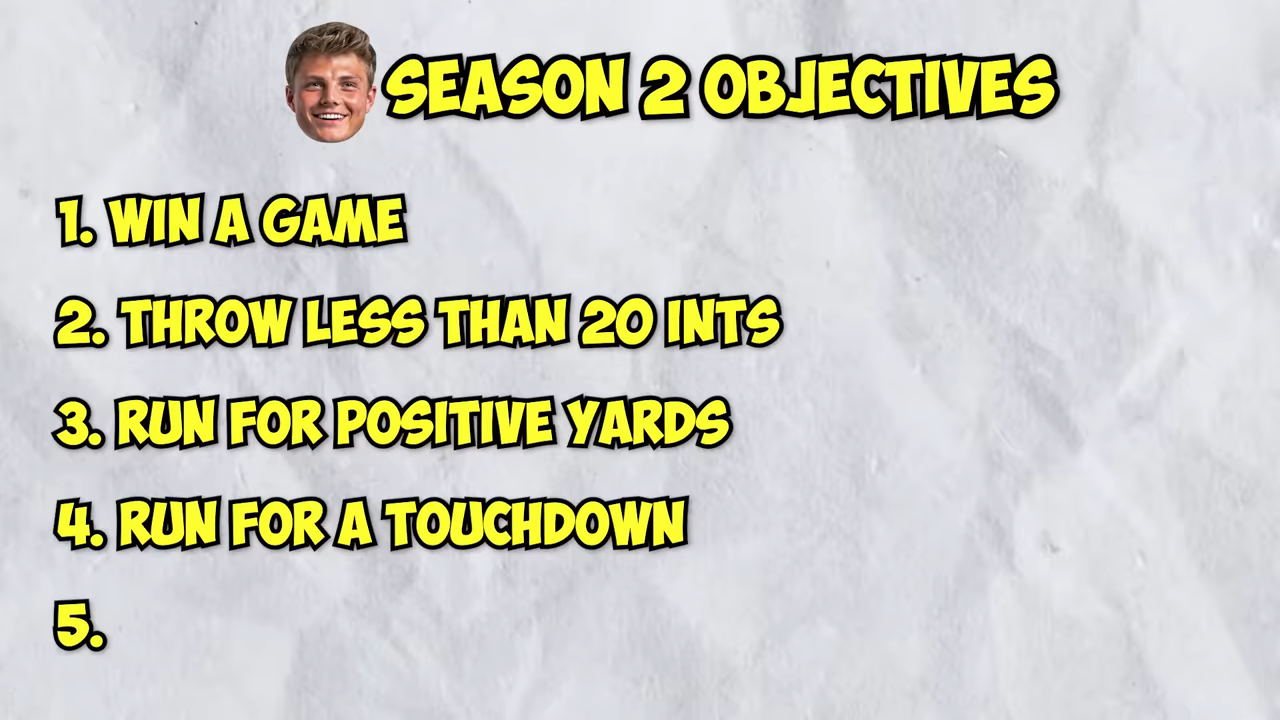 SEASON 2 OBJECTIVES
1. WIN A GAME
2. THROW LESS THAN 20 INTS
3. RUN FOR POSITIVE YARDS
4. RUN FOR A TOUCHDOWN
5.